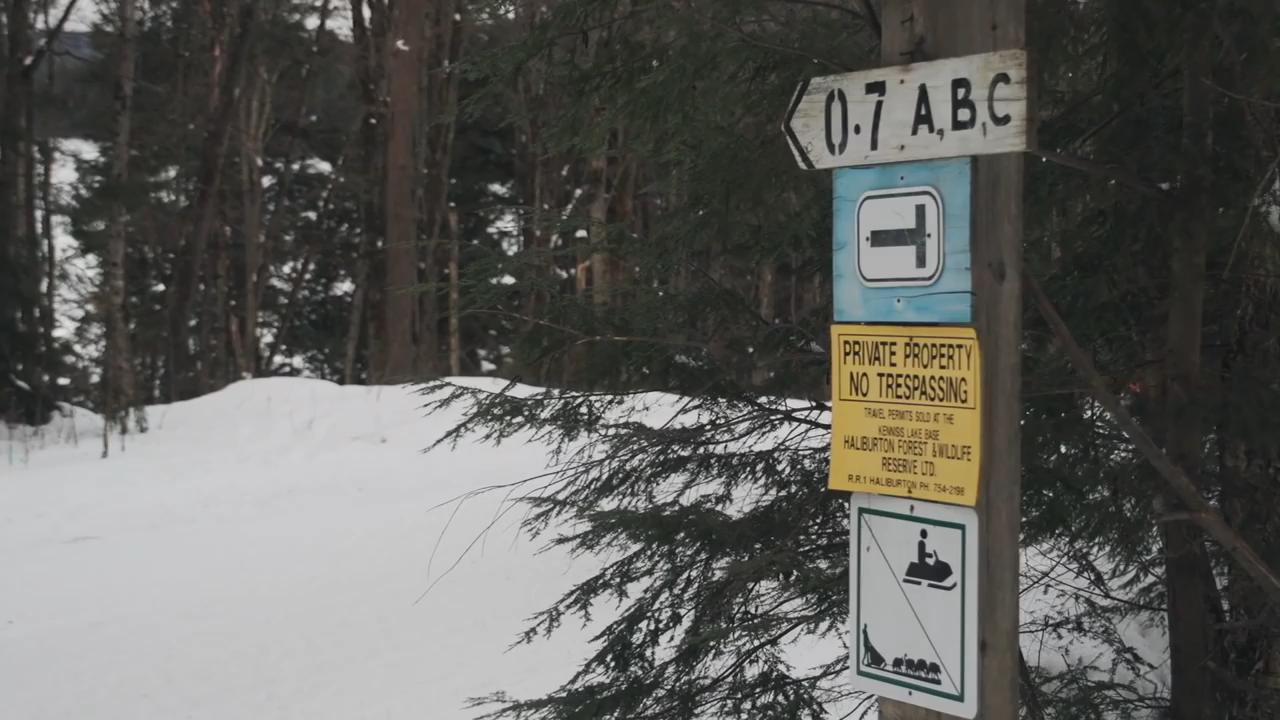 0·7 A,B,C
PRIVATE PROPERTY
NO TRESPASSING
TRAVEL PERMITS SOLD AT THE
KENNISIS LAKE BASE
HALIBURTON FOREST & WILDLIFE
RESERVE LTD.
R.R.1 HALIBURTON PH. 754-2198